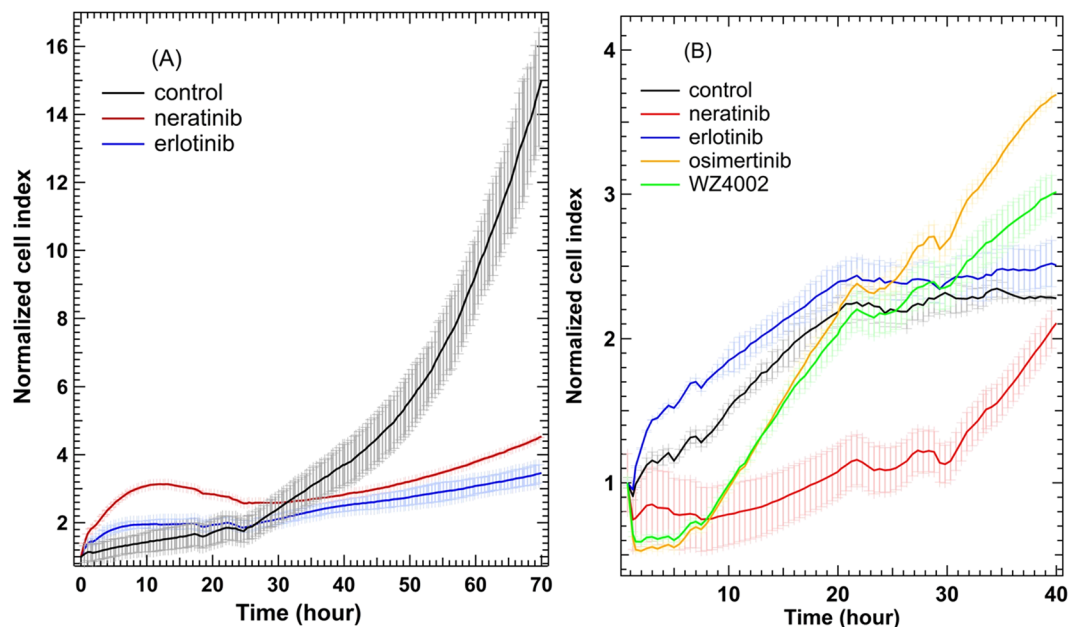 (A)
control
neratinib
erlotinib
Normalized cell index
16
14
12
10
8
6
4
2
0
10
20
30
40
50
60
70
Time (hour)
(B)
control
neratinib
erlotinib
osimertinib
WZ4002
Normalized cell index
4
3
2
1
10
20
30
40
Time (hour)